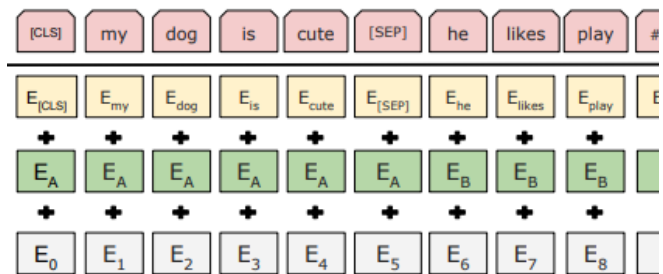 [CLS] my dog is cute [SEP] he likes play #
E[CLS] Emy Edog Eis Ecute E[SEP] Ehe Elikes Eplay E
+ + + + + + + + +
EA EA EA EA EA EA EB EB EB
+ + + + + + + + +
E0 E1 E2 E3 E4 E5 E6 E7 E8